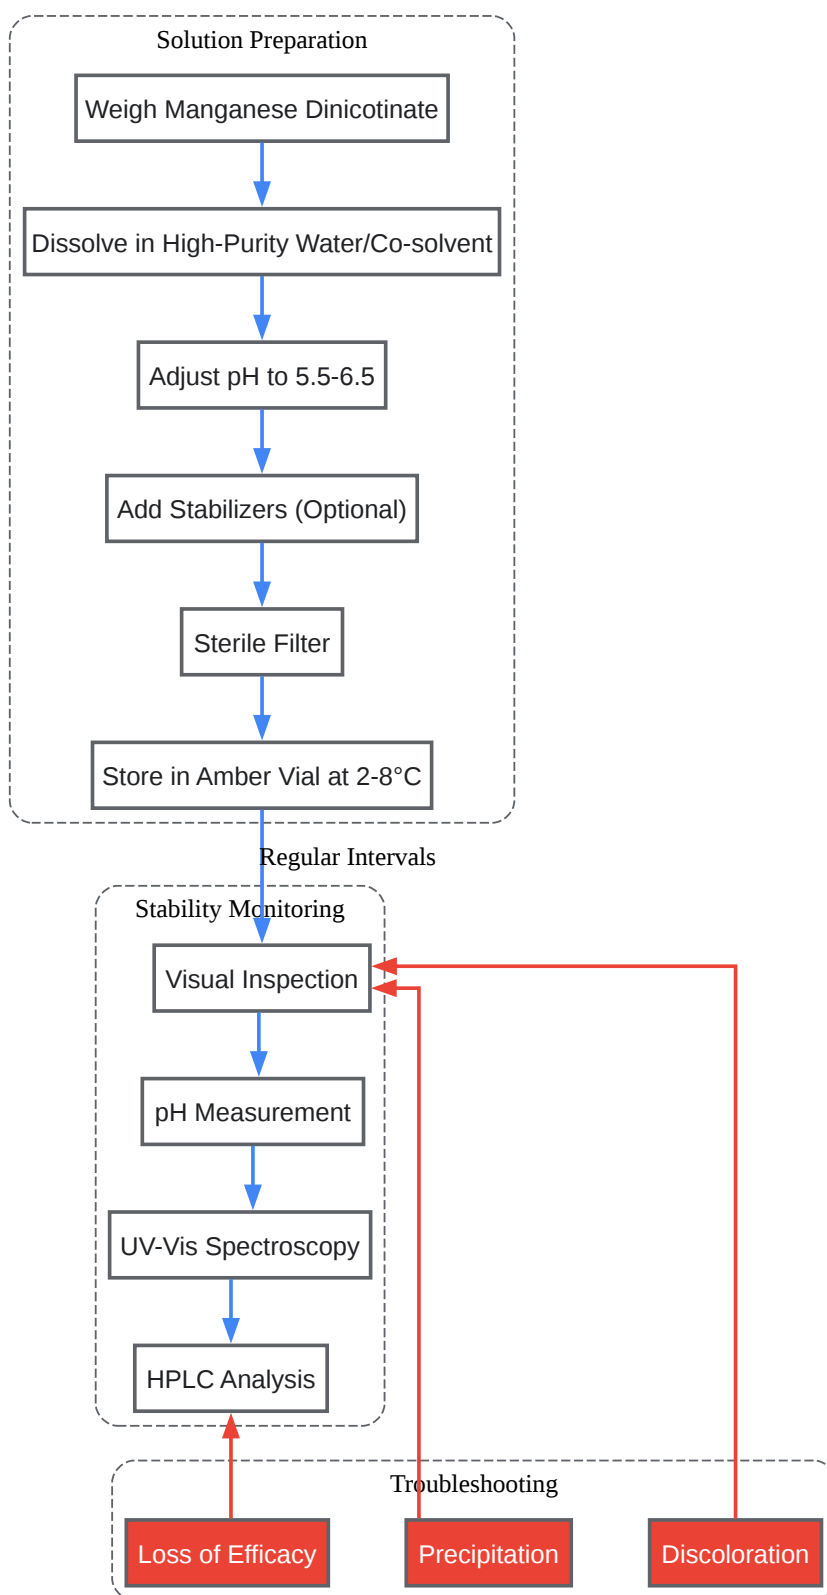 Solution Preparation
Weigh Manganese Dinicotinate
Dissolve in High-Purity Water/Co-solvent
Adjust pH to 5.5-6.5
Add Stabilizers (Optional)
Sterile Filter
Store in Amber Vial at 2-8°C
Regular Intervals
Stability Monitoring
Visual Inspection
pH Measurement
UV-Vis Spectroscopy
HPLC Analysis
Troubleshooting
Loss of Efficacy
Precipitation
Discoloration